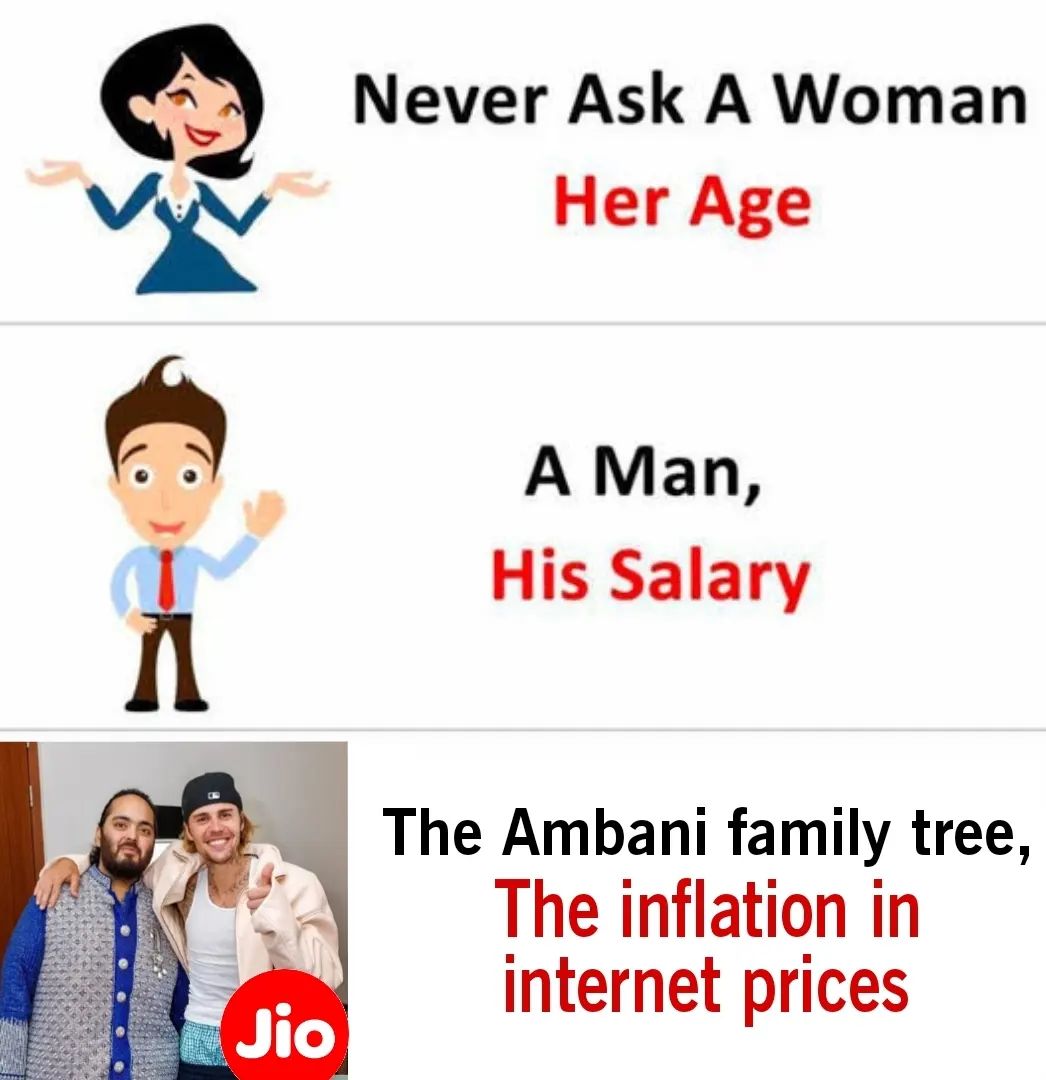 Never Ask A Woman
Her Age
A Man,
His Salary
The Ambani family tree,
The inflation in
internet prices
Jio